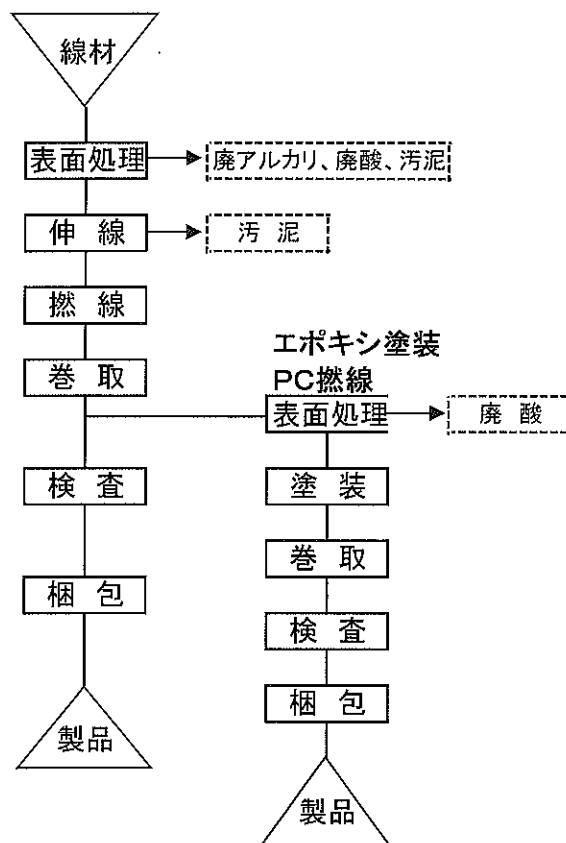 線材
表面処理
廃アルカリ、廃酸、汚泥
伸線
汚泥
撚線
巻取
エポキシ塗装
PC撚線
表面処理
廃酸
検査
塗装
巻取
梱包
検査
梱包
製品
製品